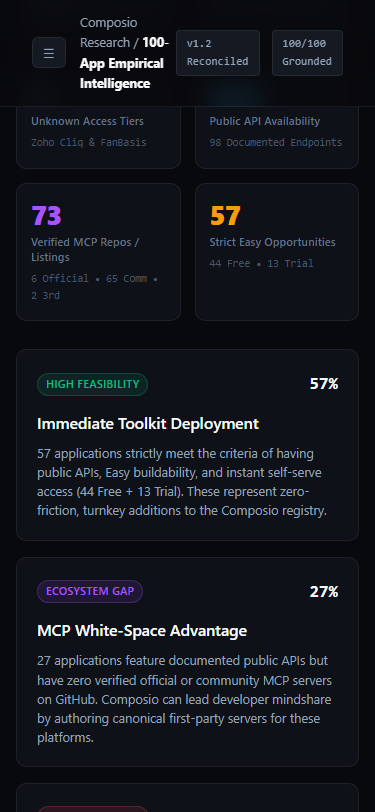 ☰
Composio
Research / 100-
App Empirical
Intelligence
v1.2
Reconciled
100/100
Grounded
Unknown Access Tiers
Zoho Cliq & FanBasis
Public API Availability
98 Documented Endpoints
73
Verified MCP Repos /
Listings
6 Official • 65 Comm •
2 3rd
57
Strict Easy Opportunities
44 Free • 13 Trial
HIGH FEASIBILITY
57%
Immediate Toolkit Deployment
57 applications strictly meet the criteria of having
public APIs, Easy buildability, and instant self-serve
access (44 Free + 13 Trial). These represent zero-
friction, turnkey additions to the Composio registry.
ECOSYSTEM GAP
27%
MCP White-Space Advantage
27 applications feature documented public APIs but
have zero verified official or community MCP servers
on GitHub. Composio can lead developer mindshare
by authoring canonical first-party servers for these
platforms.